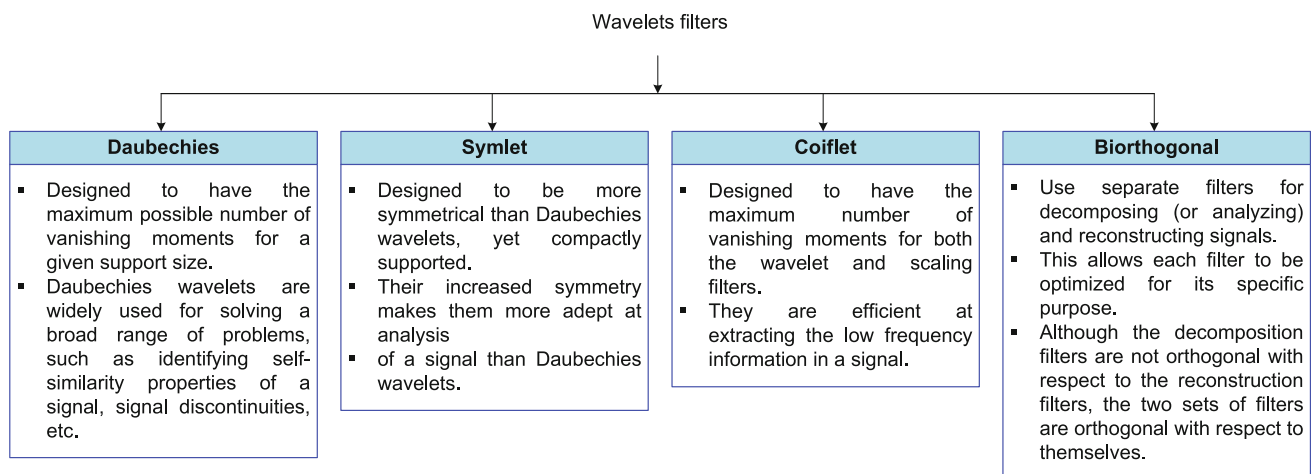 Wavelets filters
Daubechies
▪ Designed to have the
maximum possible number of
vanishing moments for a
given support size.
▪ Daubechies wavelets are
widely used for solving a
broad range of problems,
such as identifying self-
similarity properties of a
signal, signal discontinuities,
etc.
Symlet
▪ Designed to be more
symmetrical than Daubechies
wavelets, yet compactly
supported.
▪ Their increased symmetry
makes them more adept at
analysis
▪ of a signal than Daubechies
wavelets.
Coiflet
▪ Designed to have the
maximum number of
vanishing moments for both
the wavelet and scaling
filters.
▪ They are efficient at
extracting the low frequency
information in a signal.
Biorthogonal
▪ Use separate filters for
decomposing (or analyzing)
and reconstructing signals.
▪ This allows each filter to be
optimized for its specific
purpose.
▪ Although the decomposition
filters are not orthogonal with
respect to the reconstruction
filters, the two sets of filters
are orthogonal with respect to
themselves.